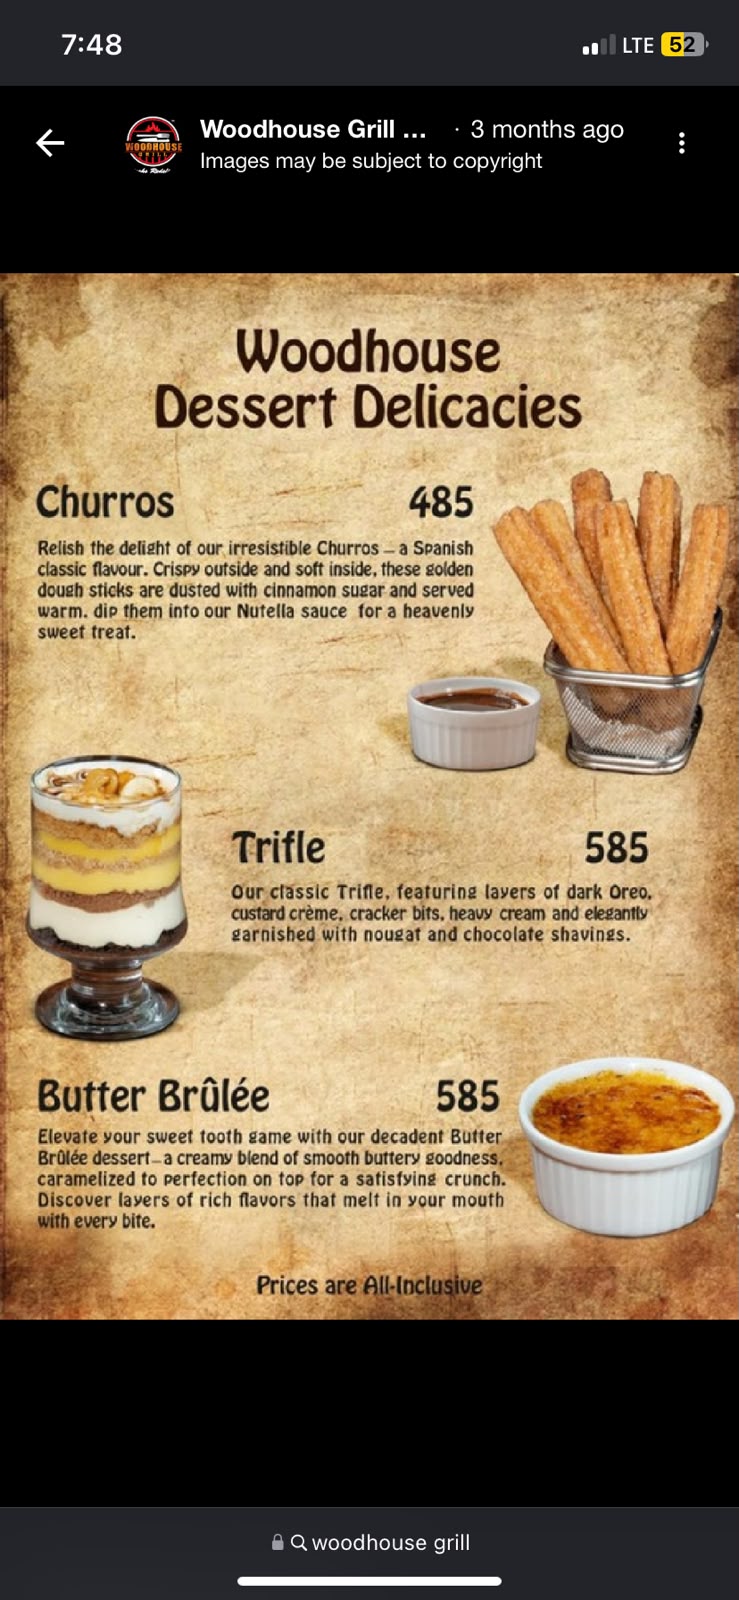 7:48
LTE 52
Woodhouse Grill ... · 3 months ago
Images may be subject to copyright
WOODHOUSE
GRILL
Woodhouse
Dessert Delicacies
Churros 485
Relish the delight of our irresistible Churros – a Spanish
classic flavour. Crispy outside and soft inside, these golden
dough sticks are dusted with cinnamon sugar and served
warm. dip them into our Nutella sauce for a heavenly
sweet treat.
Trifle 585
Our classic Trifle, featuring layers of dark Oreo,
custard crème, cracker bits, heavy cream and elegantly
garnished with nougat and chocolate shavings.
Butter Brûlée 585
Elevate your sweet tooth game with our decadent Butter
Brûlée dessert–a creamy blend of smooth buttery goodness,
caramelized to perfection on top for a satisfying crunch.
Discover layers of rich flavors that melt in your mouth
with every bite.
Prices are All-Inclusive
woodhouse grill